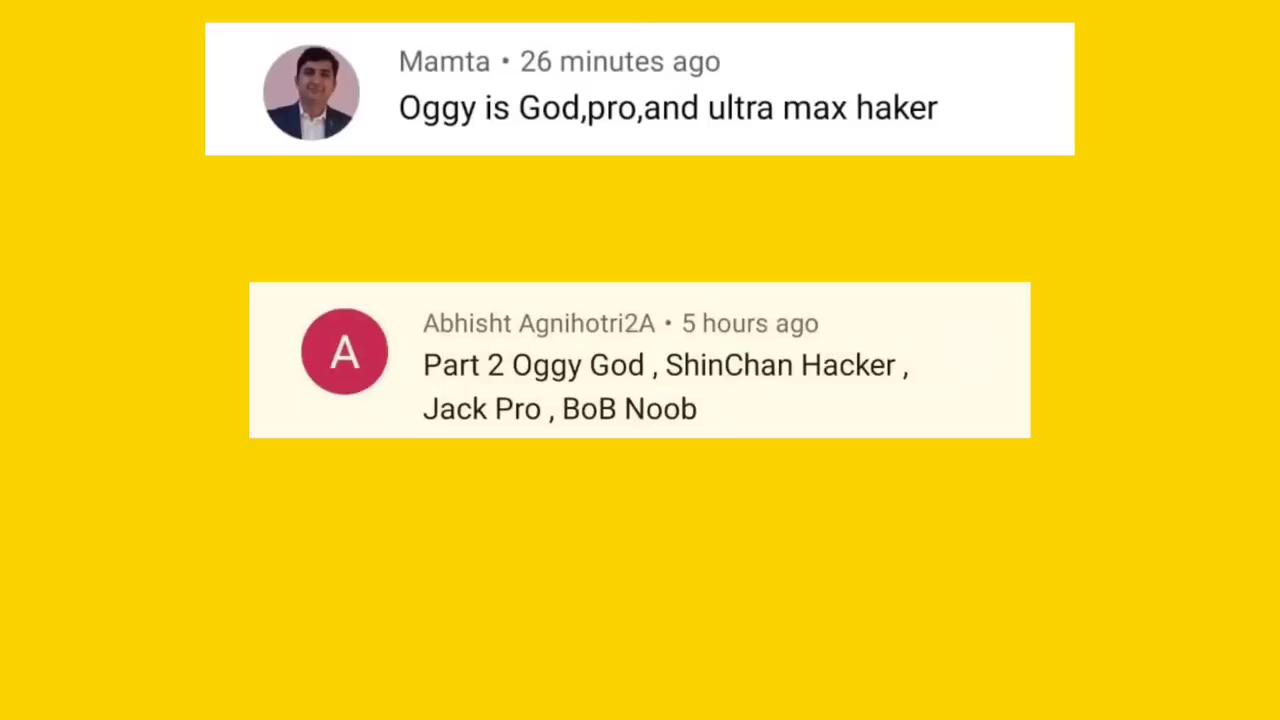 Mamta • 26 minutes ago
Oggy is God,pro,and ultra max haker
A
Abhisht Agnihotri2A • 5 hours ago
Part 2 Oggy God , ShinChan Hacker ,
Jack Pro , BoB Noob